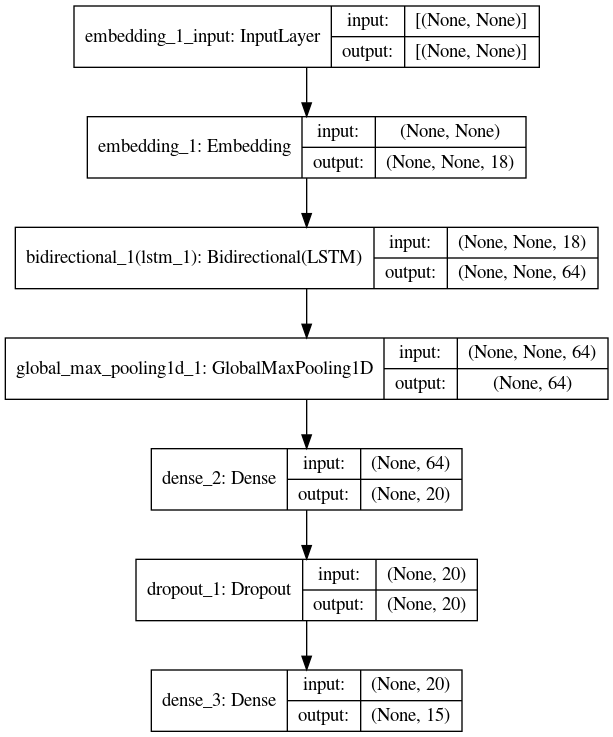 embedding_1_input: InputLayer
input: [(None, None)]
output: [(None, None)]
embedding_1: Embedding
input: (None, None)
output: (None, None, 18)
bidirectional_1(lstm_1): Bidirectional(LSTM)
input: (None, None, 18)
output: (None, None, 64)
global_max_pooling1d_1: GlobalMaxPooling1D
input: (None, None, 64)
output: (None, 64)
dense_2: Dense
input: (None, 64)
output: (None, 20)
dropout_1: Dropout
input: (None, 20)
output: (None, 20)
dense_3: Dense
input: (None, 20)
output: (None, 15)